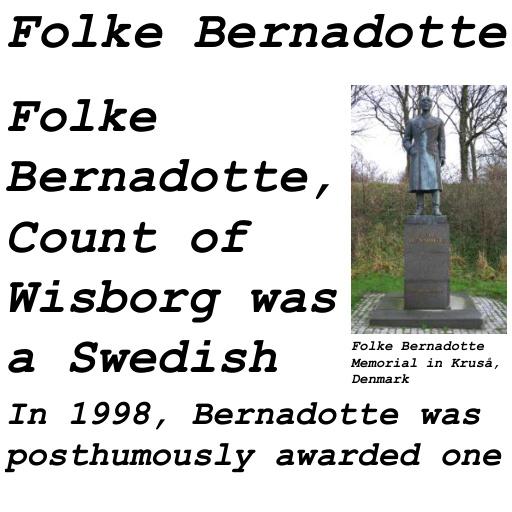 Folke Bernadotte
Folke
Bernadotte,
Count of
Wisborg was
a Swedish
Folke Bernadotte
Memorial in Kruså,
Denmark
In 1998, Bernadotte was
posthumously awarded one